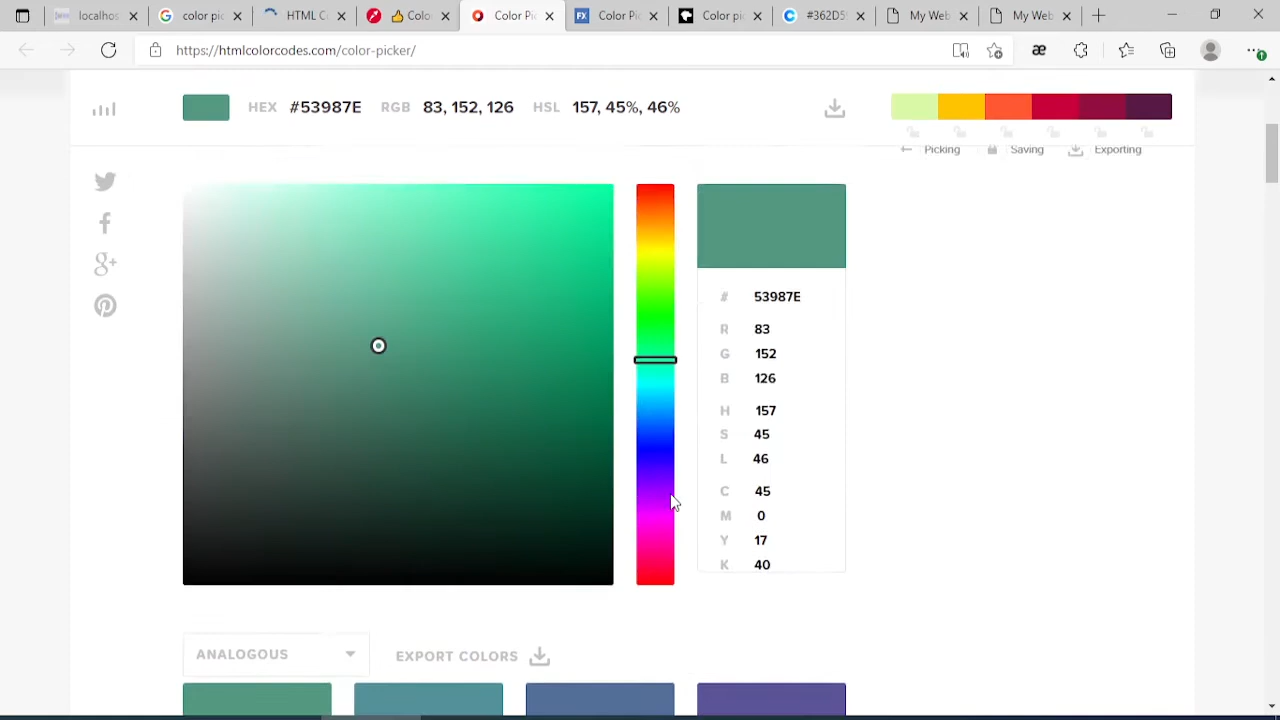 localhos
color pic
HTML C
Colo
Color Pi
Color Pi
Color pi
#362D5
My Web
My Web
https://htmlcolorcodes.com/color-picker/
HEX #53987E RGB 83, 152, 126 HSL 157, 45%, 46%
Picking Saving Exporting
# 53987E
R 83
G 152
B 126
H 157
S 45
L 46
C 45
M 0
Y 17
K 40
ANALOGOUS EXPORT COLORS